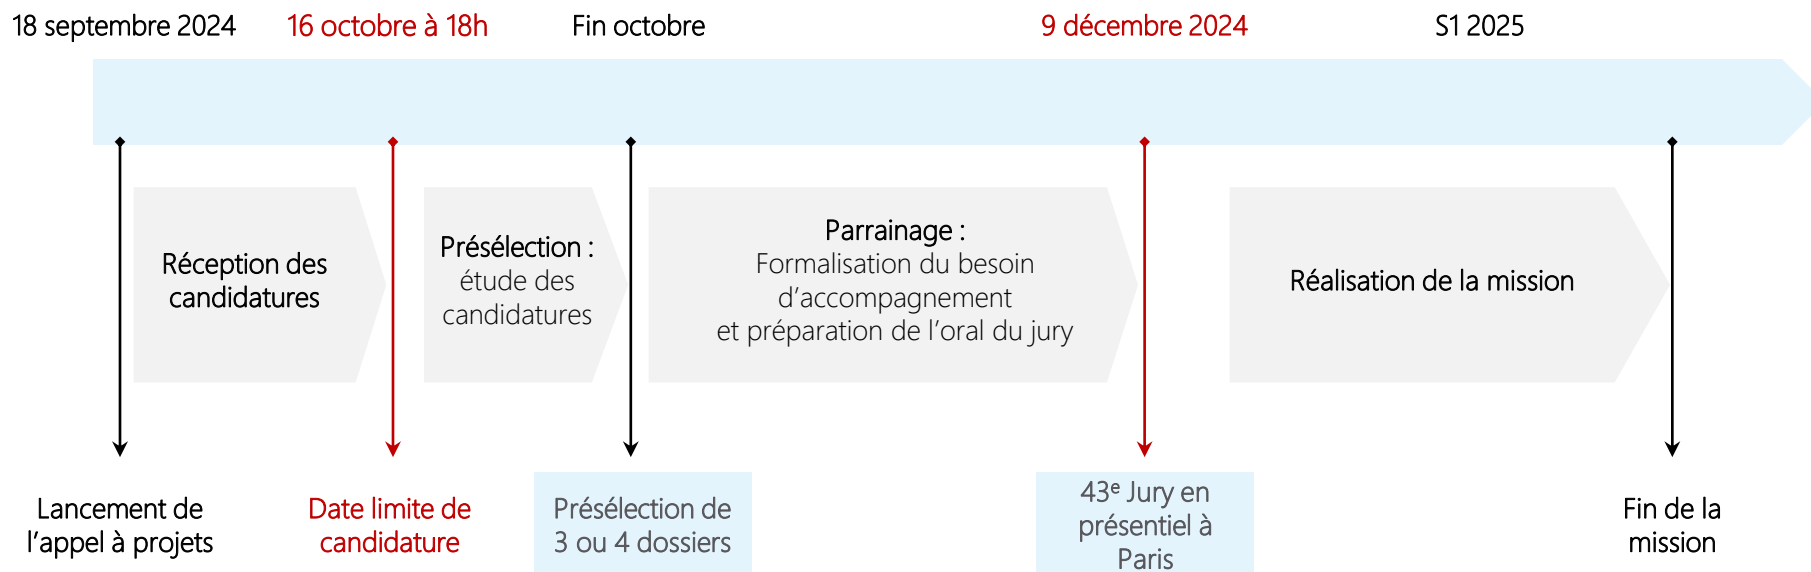 18 septembre 2024
16 octobre à 18h
Fin octobre
9 décembre 2024
S1 2025
Réception des
candidatures
Présélection :
étude des
candidatures
Parrainage :
Formalisation du besoin
d’accompagnement
et préparation de l’oral du jury
Réalisation de la mission
Lancement de
l’appel à projets
Date limite de
candidature
Présélection de
3 ou 4 dossiers
43e Jury en
présentiel à
Paris
Fin de la
mission